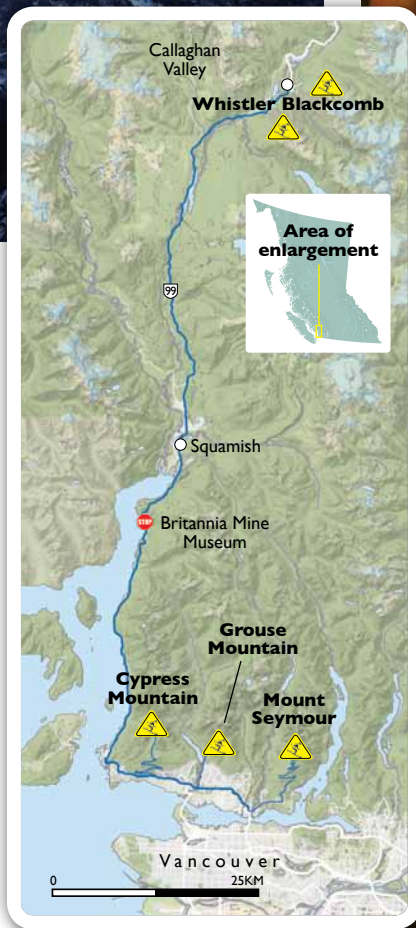 Callaghan
Valley
Whistler Blackcomb
Area of
enlargement
99
Squamish
STOP
Britannia Mine
Museum
Grouse
Mountain
Cypress
Mountain
Mount
Seymour
Vancouver
0 25KM